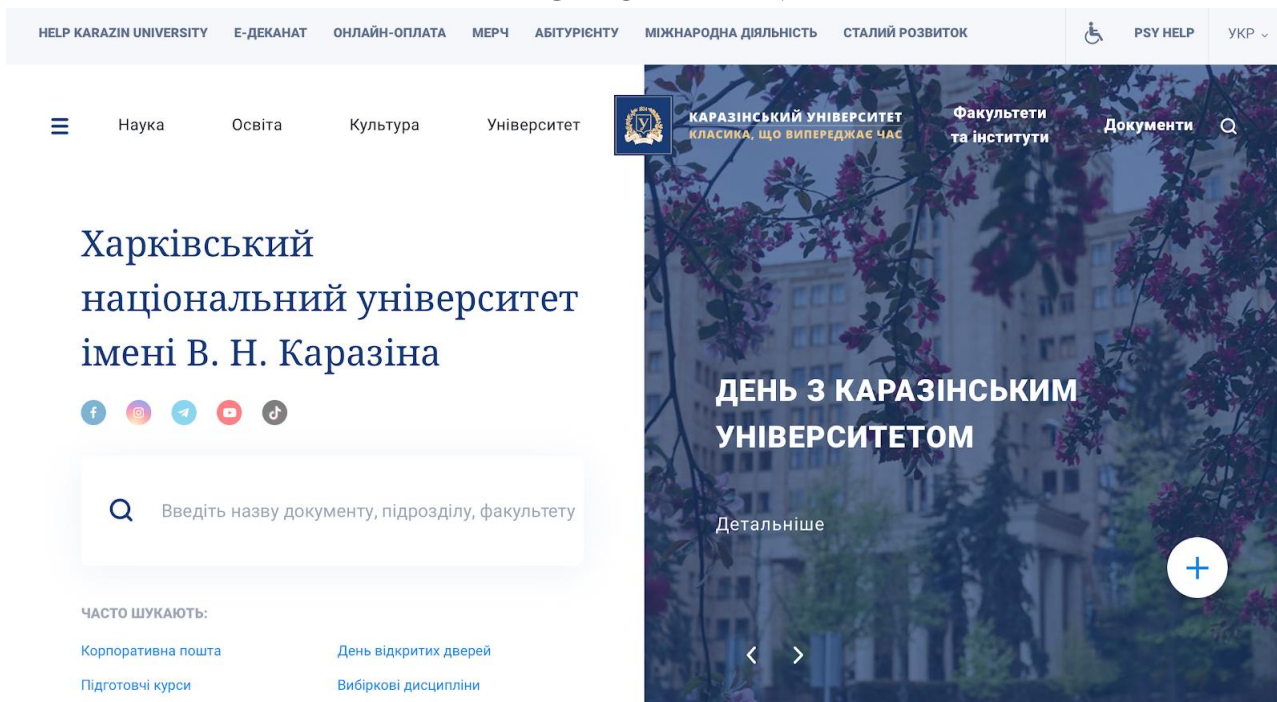 HELP KARAZIN UNIVERSITY Е-ДЕКАНАТ ОНЛАЙН-ОПЛАТА МЕРЧ АБІТУРІЄНТУ МІЖНАРОДНА ДІЯЛЬНІСТЬ СТАЛИЙ РОЗВИТОК PSY HELP УКР
Наука Освіта Культура Університет
КАРАЗІНСЬКИЙ УНІВЕРСИТЕТ
КЛАСИКА, ЩО ВИПЕРЕДЖАЄ ЧАС
Факультети
та інститути
Документи
Харківський
національний університет
імені В. Н. Каразіна
Введіть назву документу, підрозділу, факультету
ЧАСТО ШУКАЮТЬ:
Корпоративна пошта День відкритих дверей
Підготовчі курси Вибіркові дисципліни
ДЕНЬ З КАРАЗІНСЬКИМ
УНІВЕРСИТЕТОМ
Детальніше